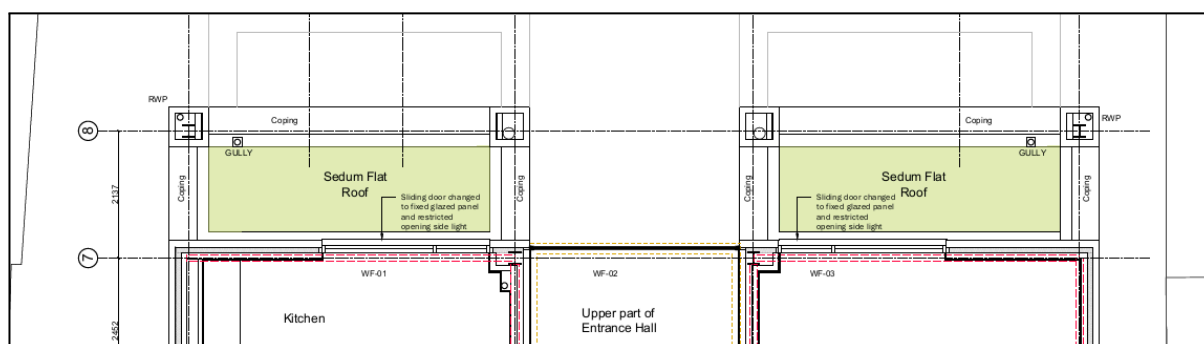 RWP
Coping
Coping
RWP
8
GULLY
GULLY
Sedum Flat
Roof
Sedum Flat
Roof
Coping
Coping
Coping
Coping
2137
Sliding door changed
to fixed glazed panel
and restricted
opening side light
Sliding door changed
to fixed glazed panel
and restricted
opening side light
7
WF-01
WF-02
WF-03
Kitchen
Upper part of
Entrance Hall
2452